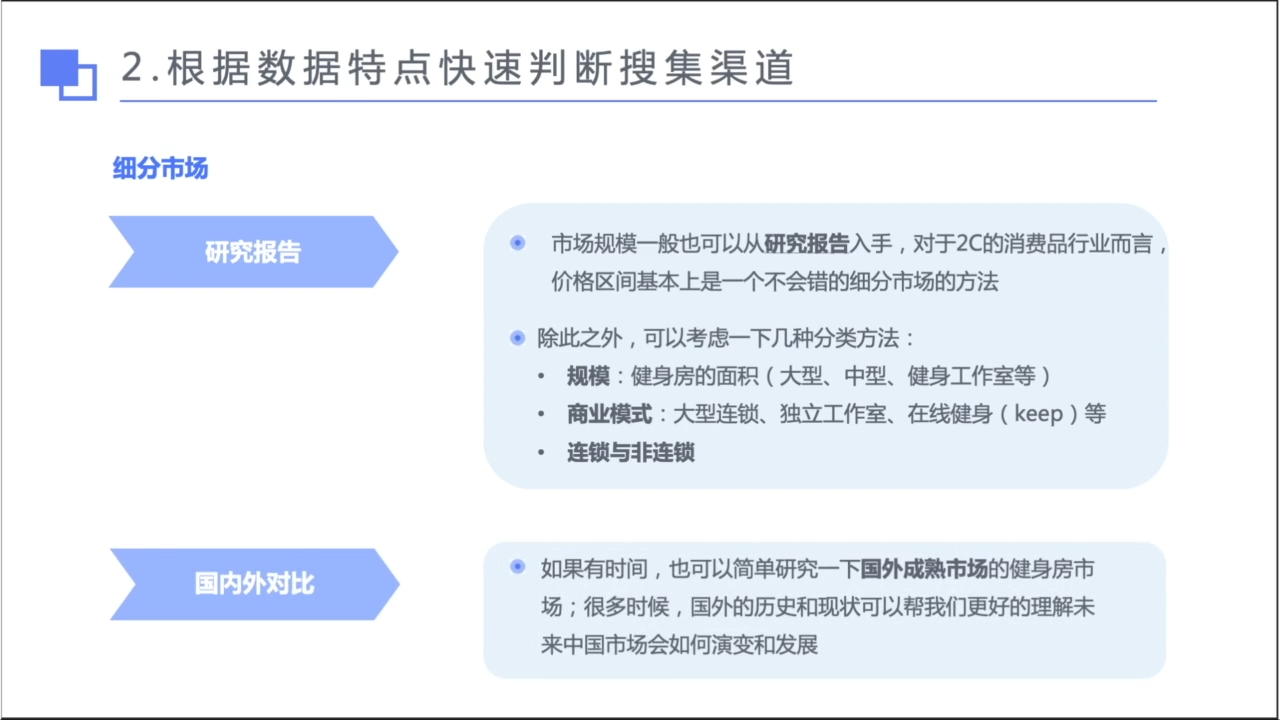 2.根据数据特点快速判断搜集渠道
细分市场
研究报告
市场规模一般也可以从研究报告入手，对于2C的消费品行业而言，
价格区间基本上是一个不会错的细分市场的方法
除此之外，可以考虑一下几种分类方法：
• 规模：健身房的面积（大型、中型、健身工作室等）
• 商业模式：大型连锁、独立工作室、在线健身（keep）等
• 连锁与非连锁
国内外对比
如果有时间，也可以简单研究一下国外成熟市场的健身房市
场；很多时候，国外的历史和现状可以帮我们更好的理解未
来中国市场会如何演变和发展